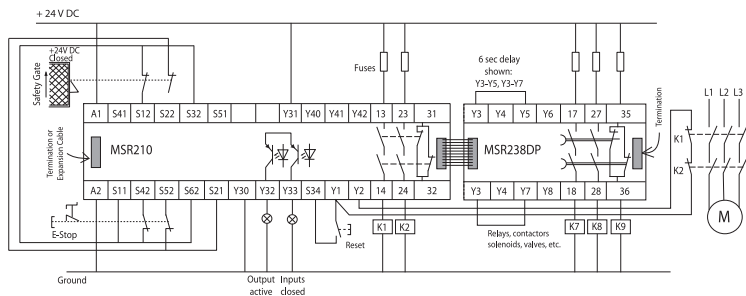 + 24 V DC
+24V DC
Closed
Safety Gate
Fuses
6 sec delay
shown:
Y3-Y5, Y3-Y7
Termination
L1 L2 L3
A1 S41 S12 S22 S32 S51 Y31 Y40 Y41 Y42 13 23 31
Y3 Y4 Y5 Y6 17 27 35
Termination or
Expansion Cable
MSR210
MSR238DP
K1
K2
A2 S11 S42 S52 S62 S21 Y30 Y32 Y33 S34 Y1 Y2 14 24 32
Y3 Y4 Y7 Y8 18 28 36
E-Stop
Reset
K1 K2
Relays, contactors
solenoids, valves, etc.
K7 K8 K9
M
Ground
Output
active
Inputs
closed